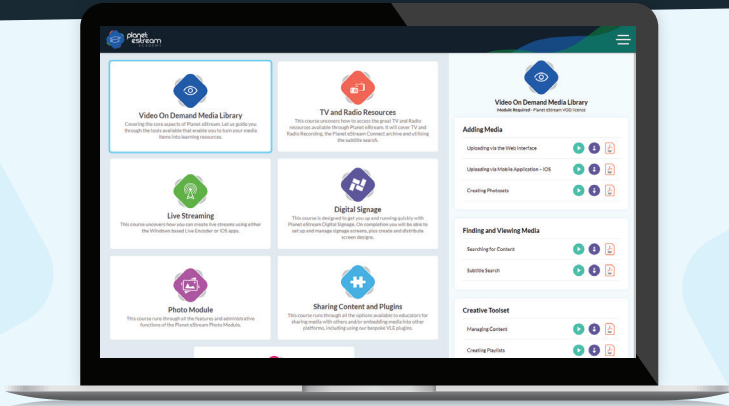 planet
estream
ACADEMY
Video On Demand Media Library
Covering the core aspects of Planet eStream. Let us guide you
through the tools available that enable you to turn your media
items into learning resources.
TV and Radio Resources
This course uncovers how to access the great TV and Radio
resources available through Planet eStream. It will cover TV and
Radio Recording, the Planet eStream Connect archive and utilising
the subtitle search.
Live Streaming
This course uncovers how you can create live streams using either
the Windows based Live Encoder or iOS apps.
Digital Signage
This course is designed to get you up and running quickly with
Planet eStream Digital Signage. On completion you will be able to
set up and manage signage screens, plus create and distribute
screen designs.
Photo Module
This course runs through all the features and administrative
functions of the Planet eStream Photo Module.
Sharing Content and Plugins
This course runs through all the options available to educators for
sharing media with others and/or embedding media into other
platforms, including using our bespoke VLE plugins.
Video On Demand Media Library
Module Required - Planet eStream VOD licence
Adding Media
Uploading via the Web Interface
Uploading via Mobile Application - iOS
Creating Photosets
Finding and Viewing Media
Searching for Content
Subtitle Search
Creative Toolset
Managing Content
Creating Playlists